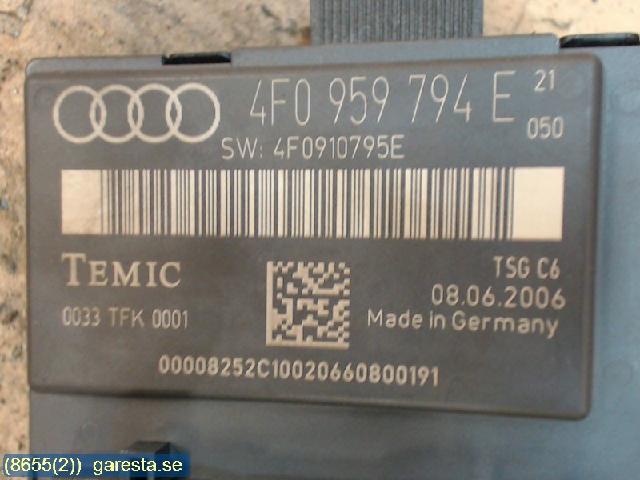 4F0 959 794 E 21
050
SW: 4F0910795E
TEMIC
TSG C6
08.06.2006
0033 TFK 0001
Made in Germany
00008252C10020660800191
(8655(2)) garesta.se